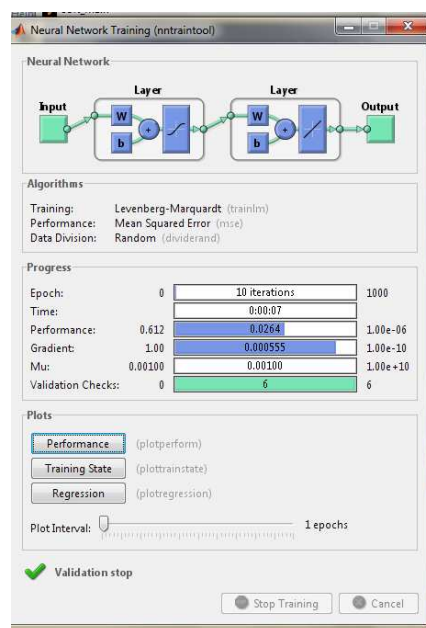 Neural Network Training (nntraintool)
Neural Network
Layer Layer
Input Output
W W
+ +
b b
Algorithms
Training: Levenberg-Marquardt (trainlm)
Performance: Mean Squared Error (mse)
Data Division: Random (dividerand)
Progress
Epoch: 0 10 iterations 1000
Time: 0:00:07
Performance: 0.612 0.0264 1.00e-06
Gradient: 1.00 0.000555 1.00e-10
Mu: 0.00100 0.00100 1.00e+10
Validation Checks: 0 6 6
Plots
Performance (plotperform)
Training State (plottrainstate)
Regression (plotregression)
Plot Interval: 1 epochs
Validation stop
Stop Training Cancel